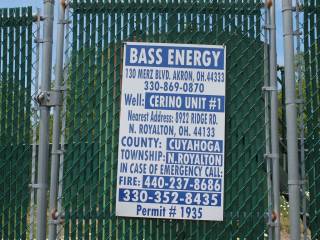 BASS ENERGY
130 MERZ BLVD. AKRON, OH.44333
330-869-0870
Well: CERINO UNIT #1
Nearest Address: 8922 RIDGE RD.
N. ROYALTON, OH. 44133
COUNTY: CUYAHOGA
TOWNSHIP: N.ROYALTON
IN CASE OF EMERGENCY CALL:
FIRE: 440-237-8686
330-352-8435
Permit # 1935